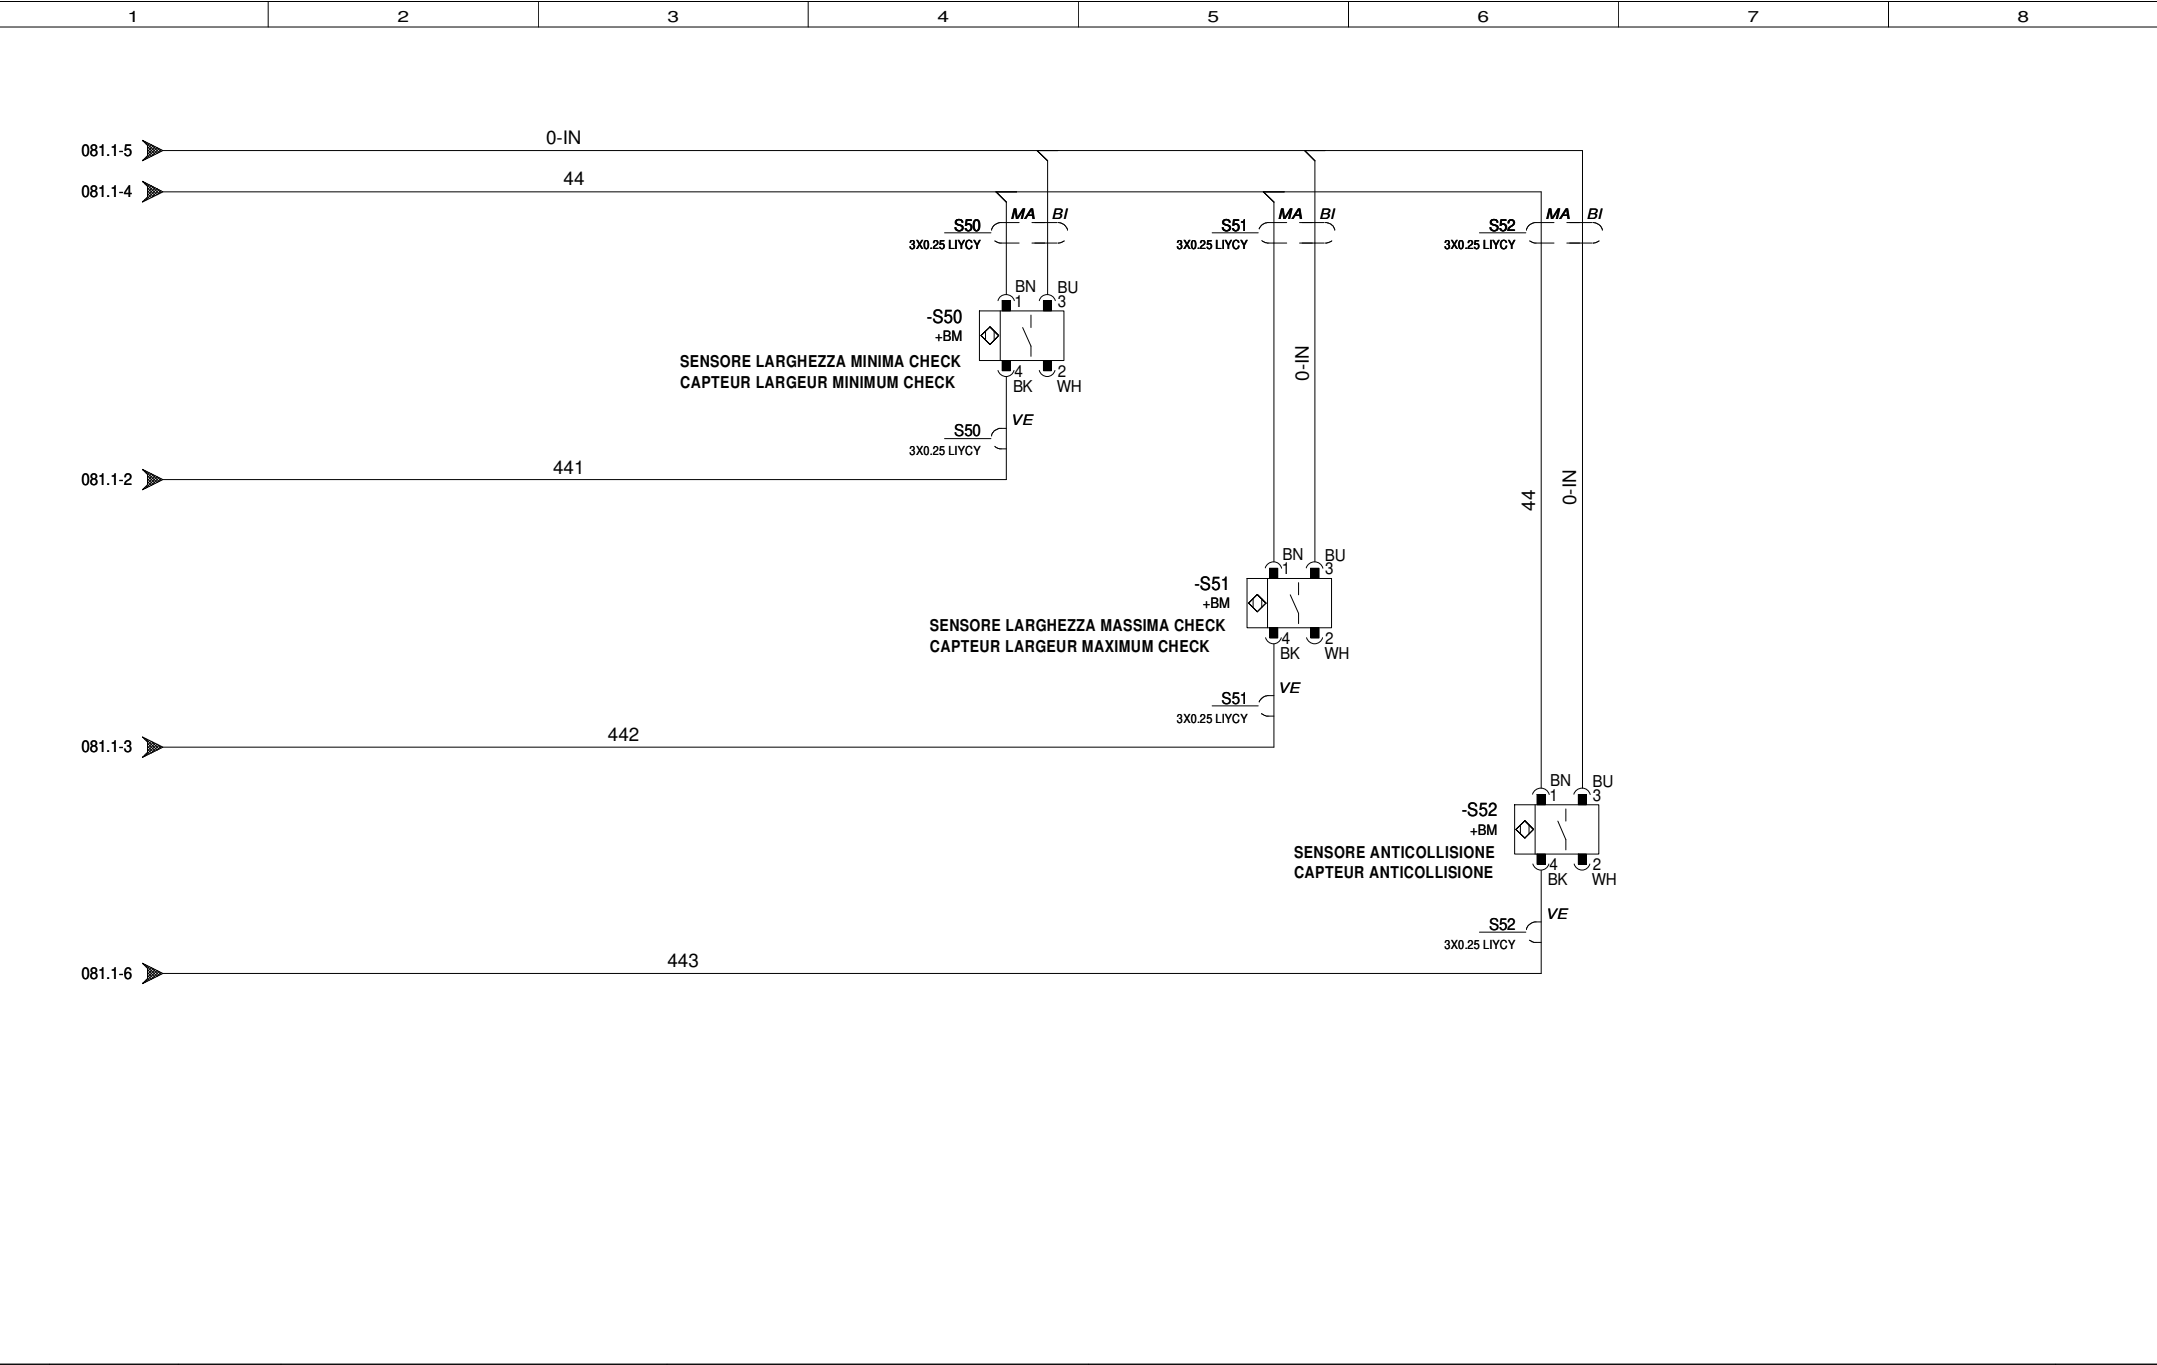 1 2 3 4 5 6 7 8
0-IN
081.1-5
44
081.1-4
S50 MA BI
3X0.25 LIYCY
S51 MA BI
3X0.25 LIYCY
S52 MA BI
3X0.25 LIYCY
BN BU
1 3
-S50
+BM
SENSORE LARGHEZZA MINIMA CHECK
CAPTEUR LARGEUR MINIMUM CHECK
4 2
BK WH
0-IN
VE
S50
3X0.25 LIYCY
441
081.1-2
44
0-IN
BN BU
1 3
-S51
+BM
SENSORE LARGHEZZA MASSIMA CHECK
CAPTEUR LARGEUR MAXIMUM CHECK
4 2
BK WH
VE
S51
3X0.25 LIYCY
442
081.1-3
BN BU
1 3
-S52
+BM
SENSORE ANTICOLLISIONE
CAPTEUR ANTICOLLISIONE
4 2
BK WH
VE
S52
3X0.25 LIYCY
443
081.1-6